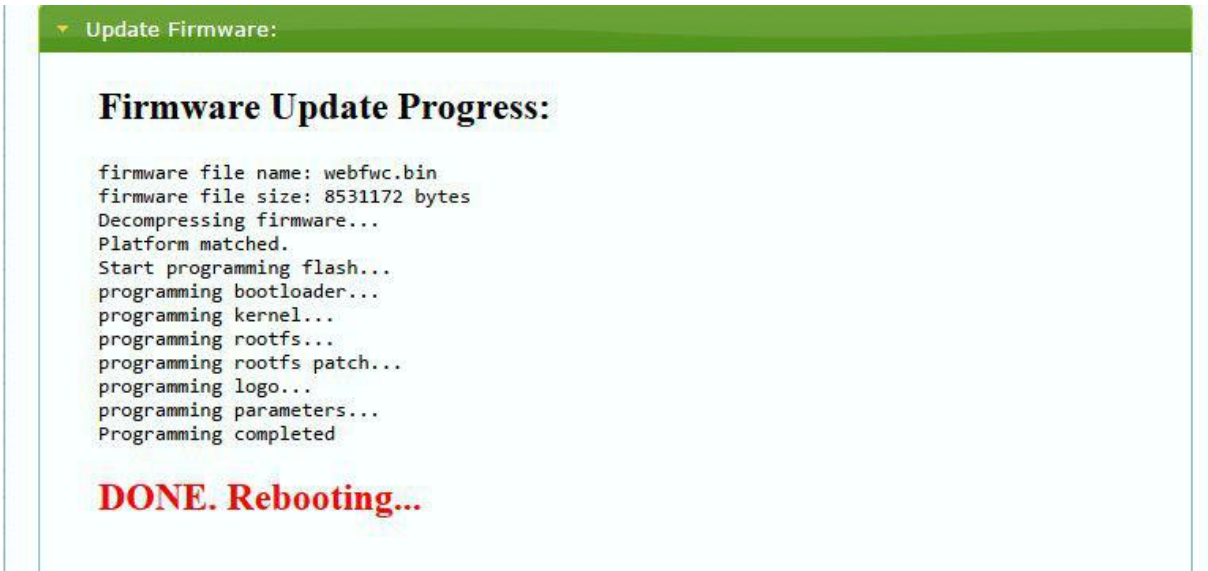 Update Firmware:
Firmware Update Progress:
firmware file name: webfwc.bin
firmware file size: 8531172 bytes
Decompressing firmware...
Platform matched.
Start programming flash...
programming bootloader...
programming kernel...
programming rootfs...
programming rootfs patch...
programming logo...
programming parameters...
Programming completed
DONE. Rebooting...